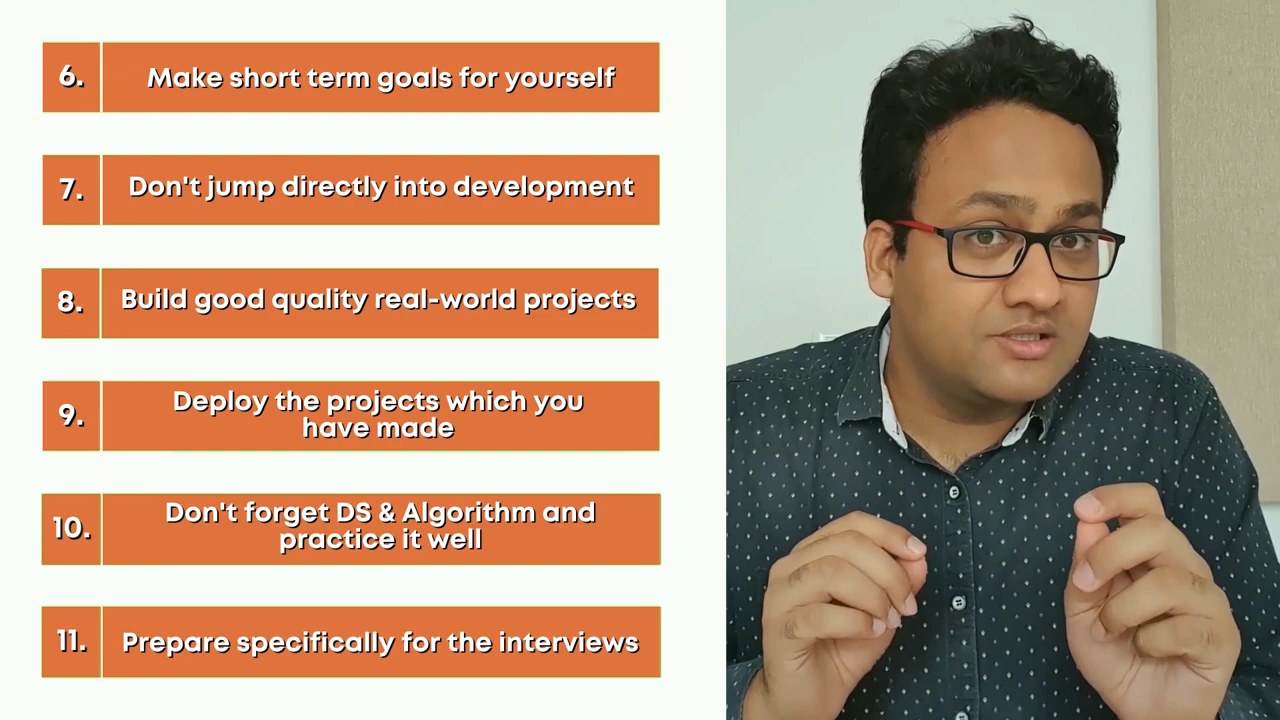 6. Make short term goals for yourself
7. Don't jump directly into development
8. Build good quality real-world projects
9. Deploy the projects which you
have made
10. Don't forget DS & Algorithm and
practice it well
11. Prepare specifically for the interviews